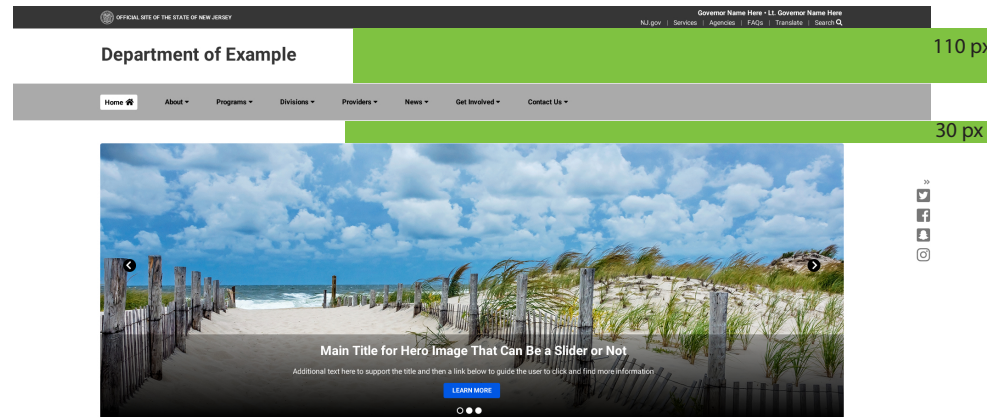 OFFICIAL SITE OF THE STATE OF NEW JERSEY
Governor Name Here • Lt. Governor Name Here
NJ.gov | Services | Agencies | FAQs | Translate | Search
Department of Example
110 px
Home About Programs Divisions Providers News Get Involved Contact Us
30 px
Main Title for Hero Image That Can Be a Slider or Not
Additional text here to support the title and then a link below to guide the user to click and find more information
LEARN MORE